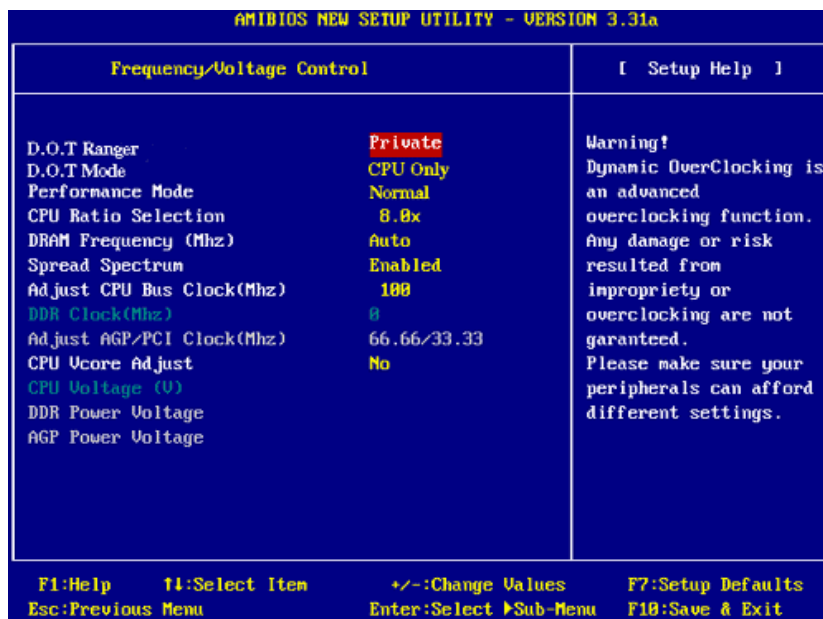 AMIBIOS NEW SETUP UTILITY - VERSION 3.31a
Frequency/Voltage Control
[ Setup Help ]
D.O.T Ranger Private
D.O.T Mode CPU Only
Performance Mode Normal
CPU Ratio Selection 8.0x
DRAM Frequency (Mhz) Auto
Spread Spectrum Enabled
Adjust CPU Bus Clock(Mhz) 100
DDR Clock(Mhz) 0
Adjust AGP/PCI Clock(Mhz) 66.66/33.33
CPU Vcore Adjust No
CPU Voltage (V)
DDR Power Voltage
AGP Power Voltage
Warning!
Dynamic OverClocking is
an advanced
overclocking function.
Any damage or risk
resulted from
impropriety or
overclocking are not
garanteed.
Please make sure your
peripherals can afford
different settings.
F1:Help ↑↓:Select Item +/-:Change Values F7:Setup Defaults
Esc:Previous Menu Enter:Select ▶Sub-Menu F10:Save & Exit